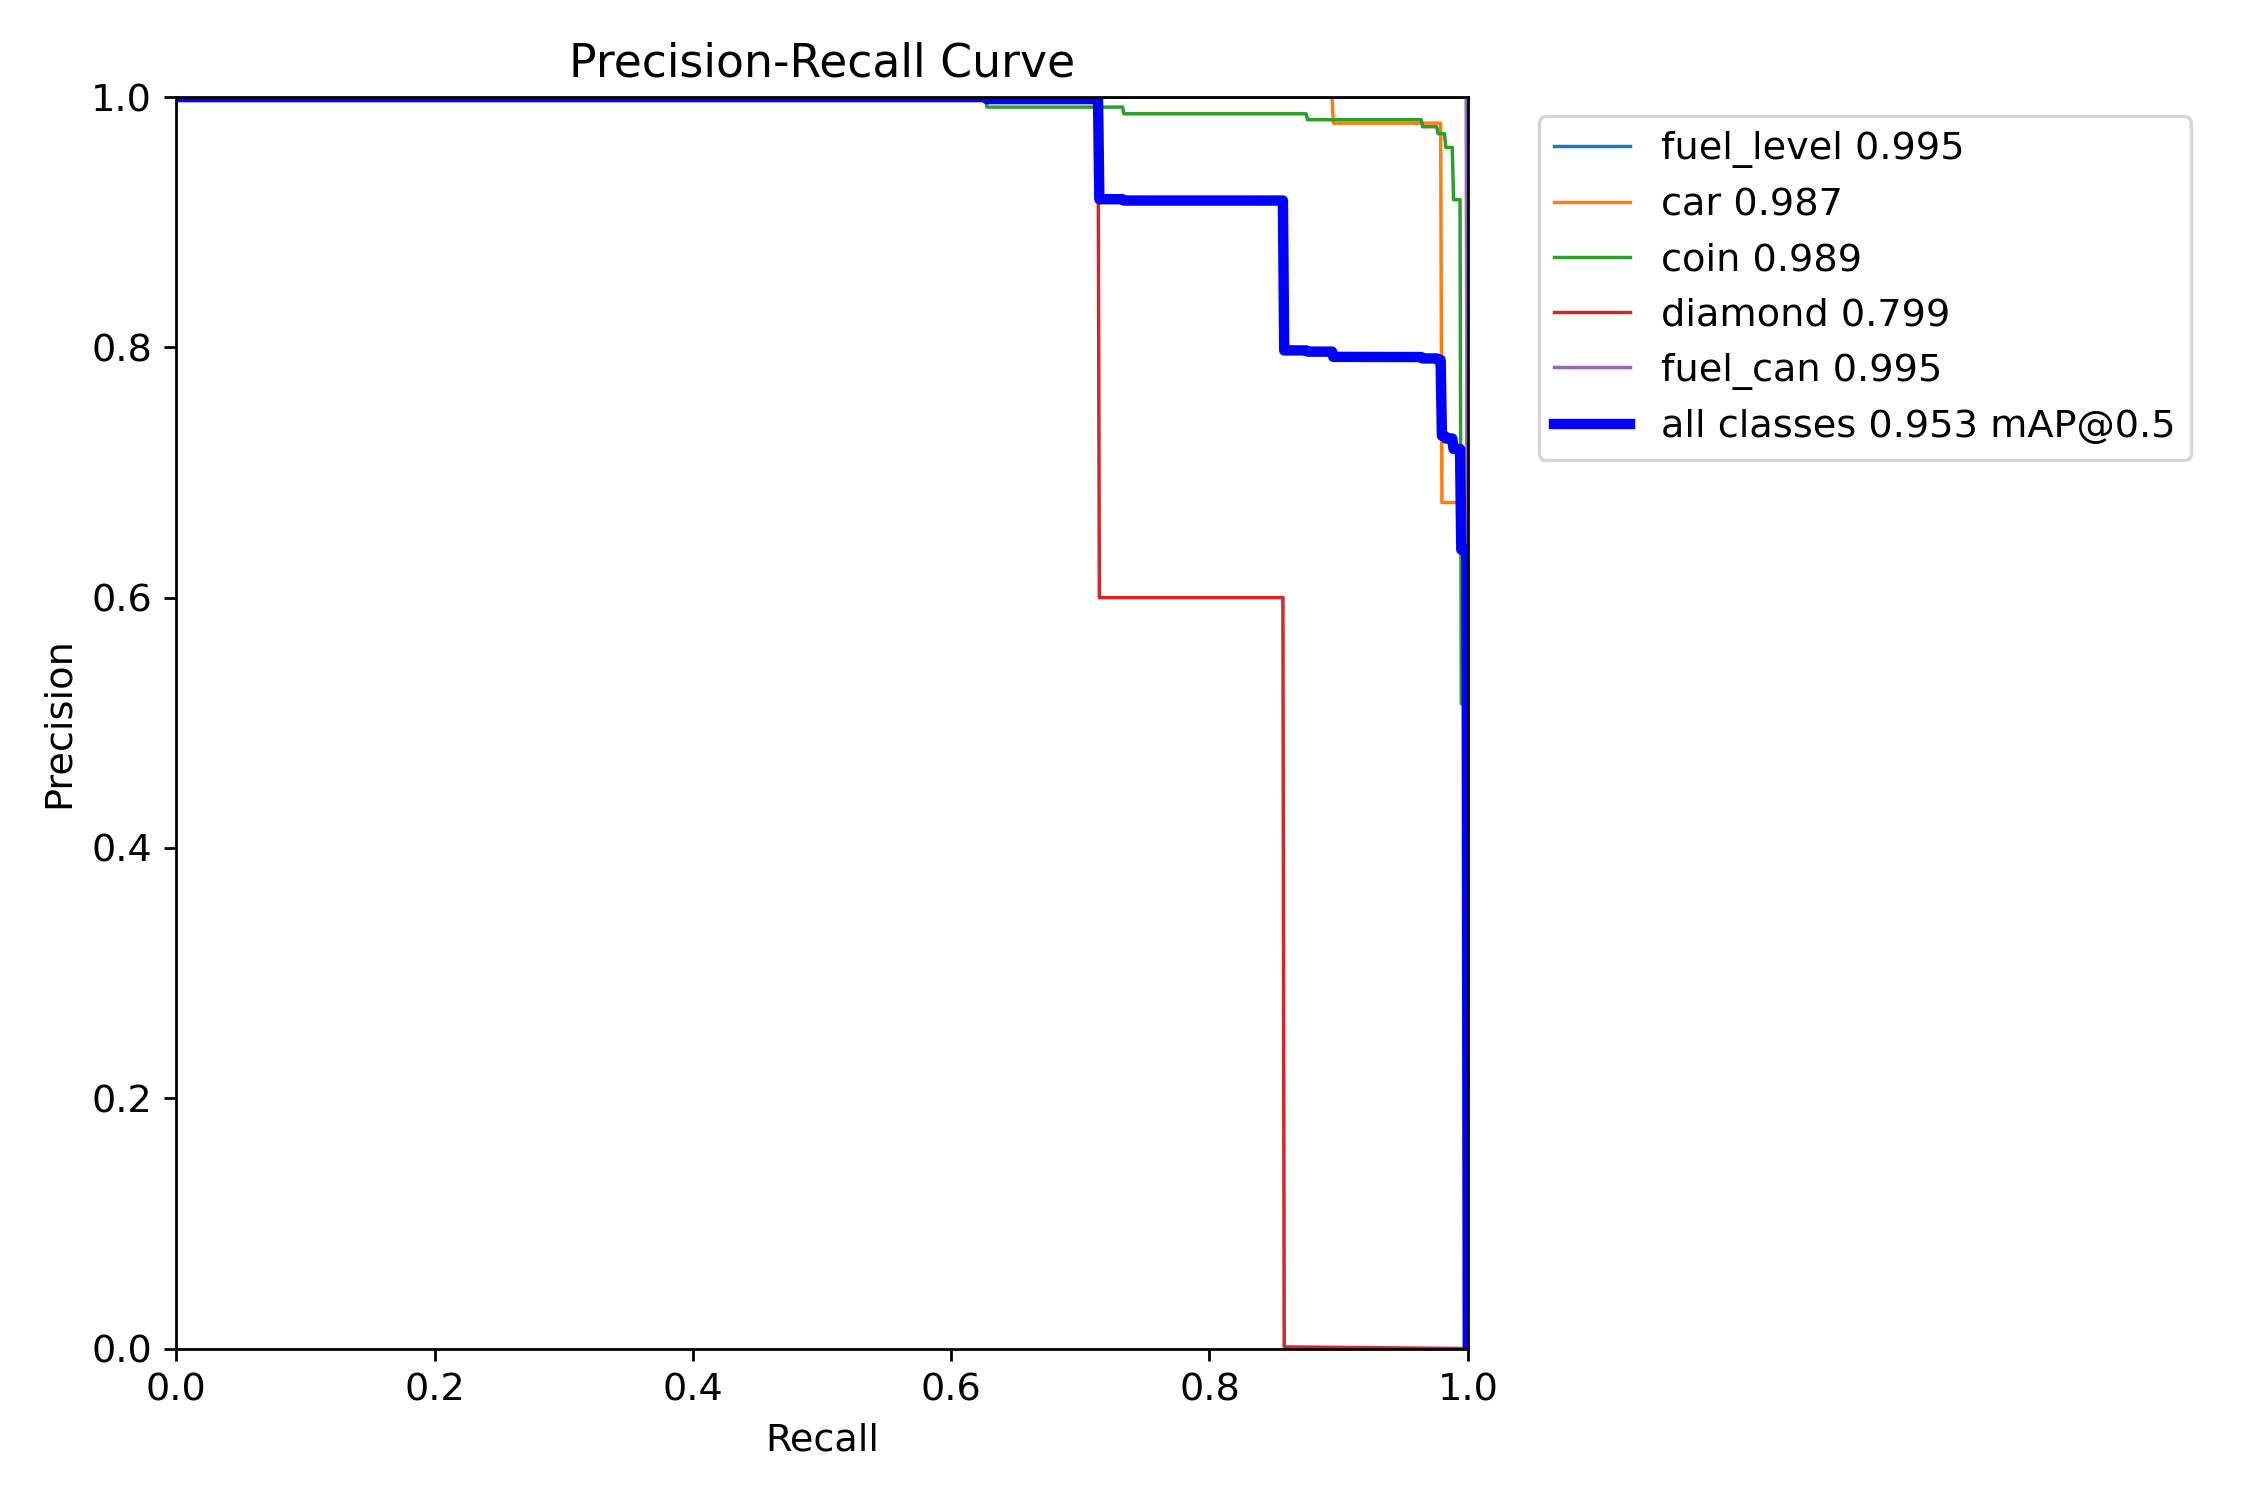 Precision-Recall Curve
1.0
0.8
0.6
0.4
0.2
0.0
Precision
0.0 0.2 0.4 0.6 0.8 1.0
Recall
fuel_level 0.995
car 0.987
coin 0.989
diamond 0.799
fuel_can 0.995
all classes 0.953 mAP@0.5